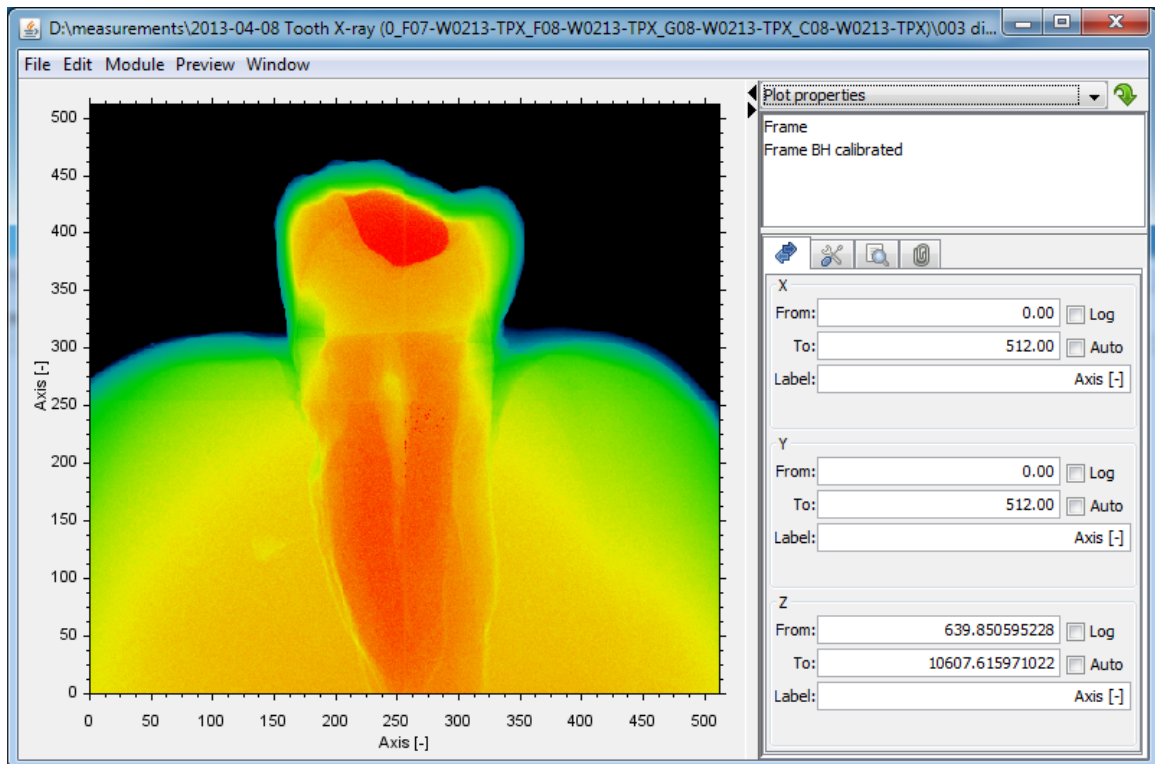 D:\measurements\2013-04-08 Tooth X-ray (0_F07-W0213-TPX_F08-W0213-TPX_G08-W0213-TPX_C08-W0213-TPX)\003 di...
File Edit Module Preview Window
Plot properties
Frame
Frame BH calibrated
500
450
400
350
300
250
200
150
100
50
0
Axis [-]
0 50 100 150 200 250 300 350 400 450 500
Axis [-]
X
From: 0.00 Log
To: 512.00 Auto
Label: Axis [-]
Y
From: 0.00 Log
To: 512.00 Auto
Label: Axis [-]
Z
From: 639.850595228 Log
To: 10607.615971022 Auto
Label: Axis [-]